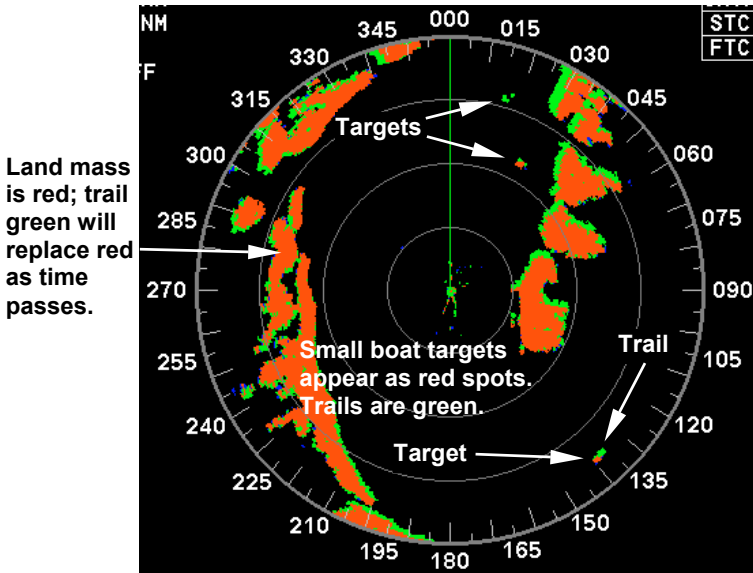 NM
FF
STC
FTC
000
015
030
045
060
075
090
105
120
135
150
165
180
195
210
225
240
255
270
285
300
315
330
345
Targets
Land mass
is red; trail
green will
replace red
as time
passes.
Small boat targets
appear as red spots.
Trails are green.
Trail
Target